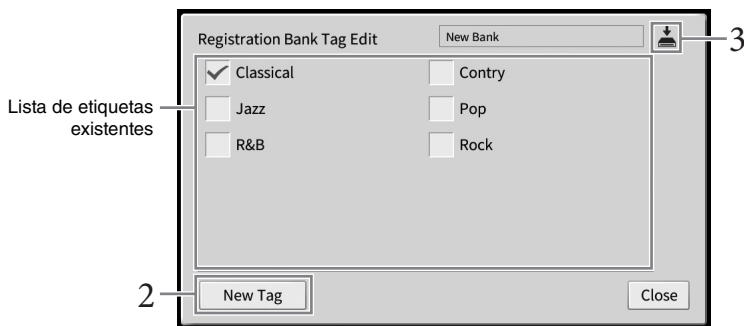 Registration Bank Tag Edit
New Bank
3
Classical
Contry
Lista de etiquetas
existentes
Jazz
Pop
R&B
Rock
2
New Tag
Close